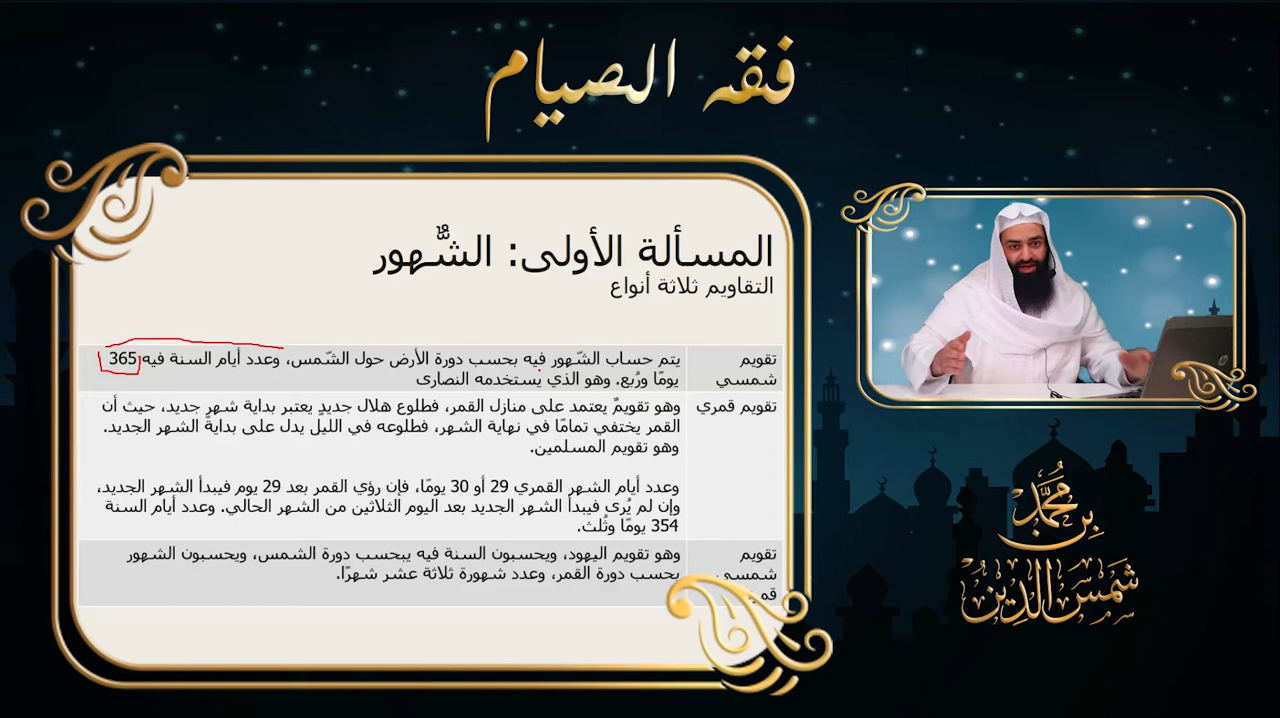 فقه الصيام
المسألة الأولى: الشُّهور
التقاويم ثلاثة أنواع
تقويم
شمسي
يتم حساب الشّهور فيه بحسب دورة الأرض حول الشّمس، وعدد أيام السنة فيه 365
يومًا ورُبع. وهو الذي يستخدمه النصارى
تقويم قمري
وهو تقويمٌ يعتمد على منازل القمر، فطلوع هلال جديدٍ يعتبر بداية شهرٍ جديد، حيث أن
القمر يختفي تمامًا في نهاية الشهر، فطلوعه في الليل يدل على بداية الشهر الجديد.
وهو تقويم المسلمين.
وعدد أيام الشهر القمري 29 أو 30 يومًا، فإن رؤي القمر بعد 29 يوم فيبدأ الشهر الجديد،
وإن لم يُرى فيبدأ الشهر الجديد بعد اليوم الثلاثين من الشهر الحالي. وعدد أيام السنة
354 يومًا وثُلث.
تقويم
شمسي
وهو تقويم اليهود، ويحسبون السنة فيه يبحسب دورة الشمس، ويحسبون الشهور
بحسب دورة القمر، وعدد شهورة ثلاثة عشر شهرًا.
مُحَمَّد
بِن
شَمْسُ الدِّين